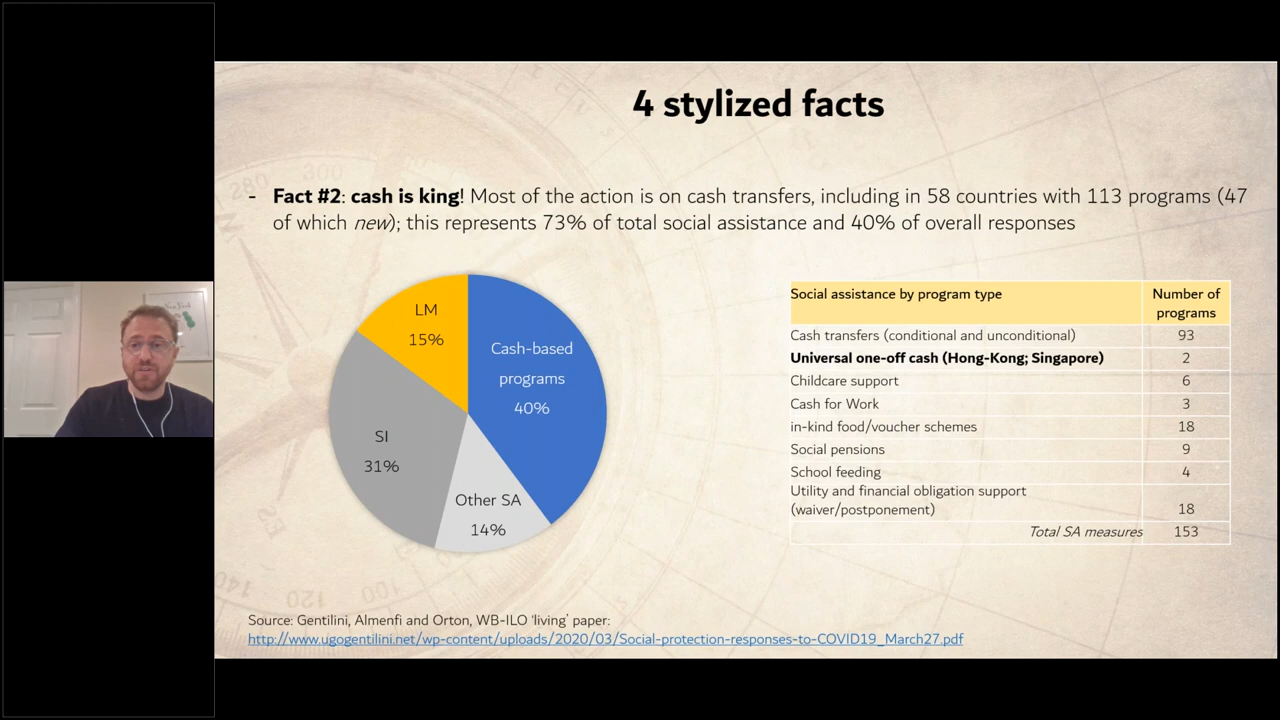 4 stylized facts
- Fact #2: cash is king! Most of the action is on cash transfers, including in 58 countries with 113 programs (47
of which new); this represents 73% of total social assistance and 40% of overall responses
LM
15%
Cash-based
programs
40%
SI
31%
Other SA
14%
Social assistance by program type
Number of
programs
Cash transfers (conditional and unconditional) 93
Universal one-off cash (Hong-Kong; Singapore) 2
Childcare support 6
Cash for Work 3
in-kind food/voucher schemes 18
Social pensions 9
School feeding 4
Utility and financial obligation support
(waiver/postponement) 18
Total SA measures 153
Source: Gentilini, Almenfi and Orton, WB-ILO 'living' paper:
http://www.ugogentilini.net/wp-content/uploads/2020/03/Social-protection-responses-to-COVID19_March27.pdf